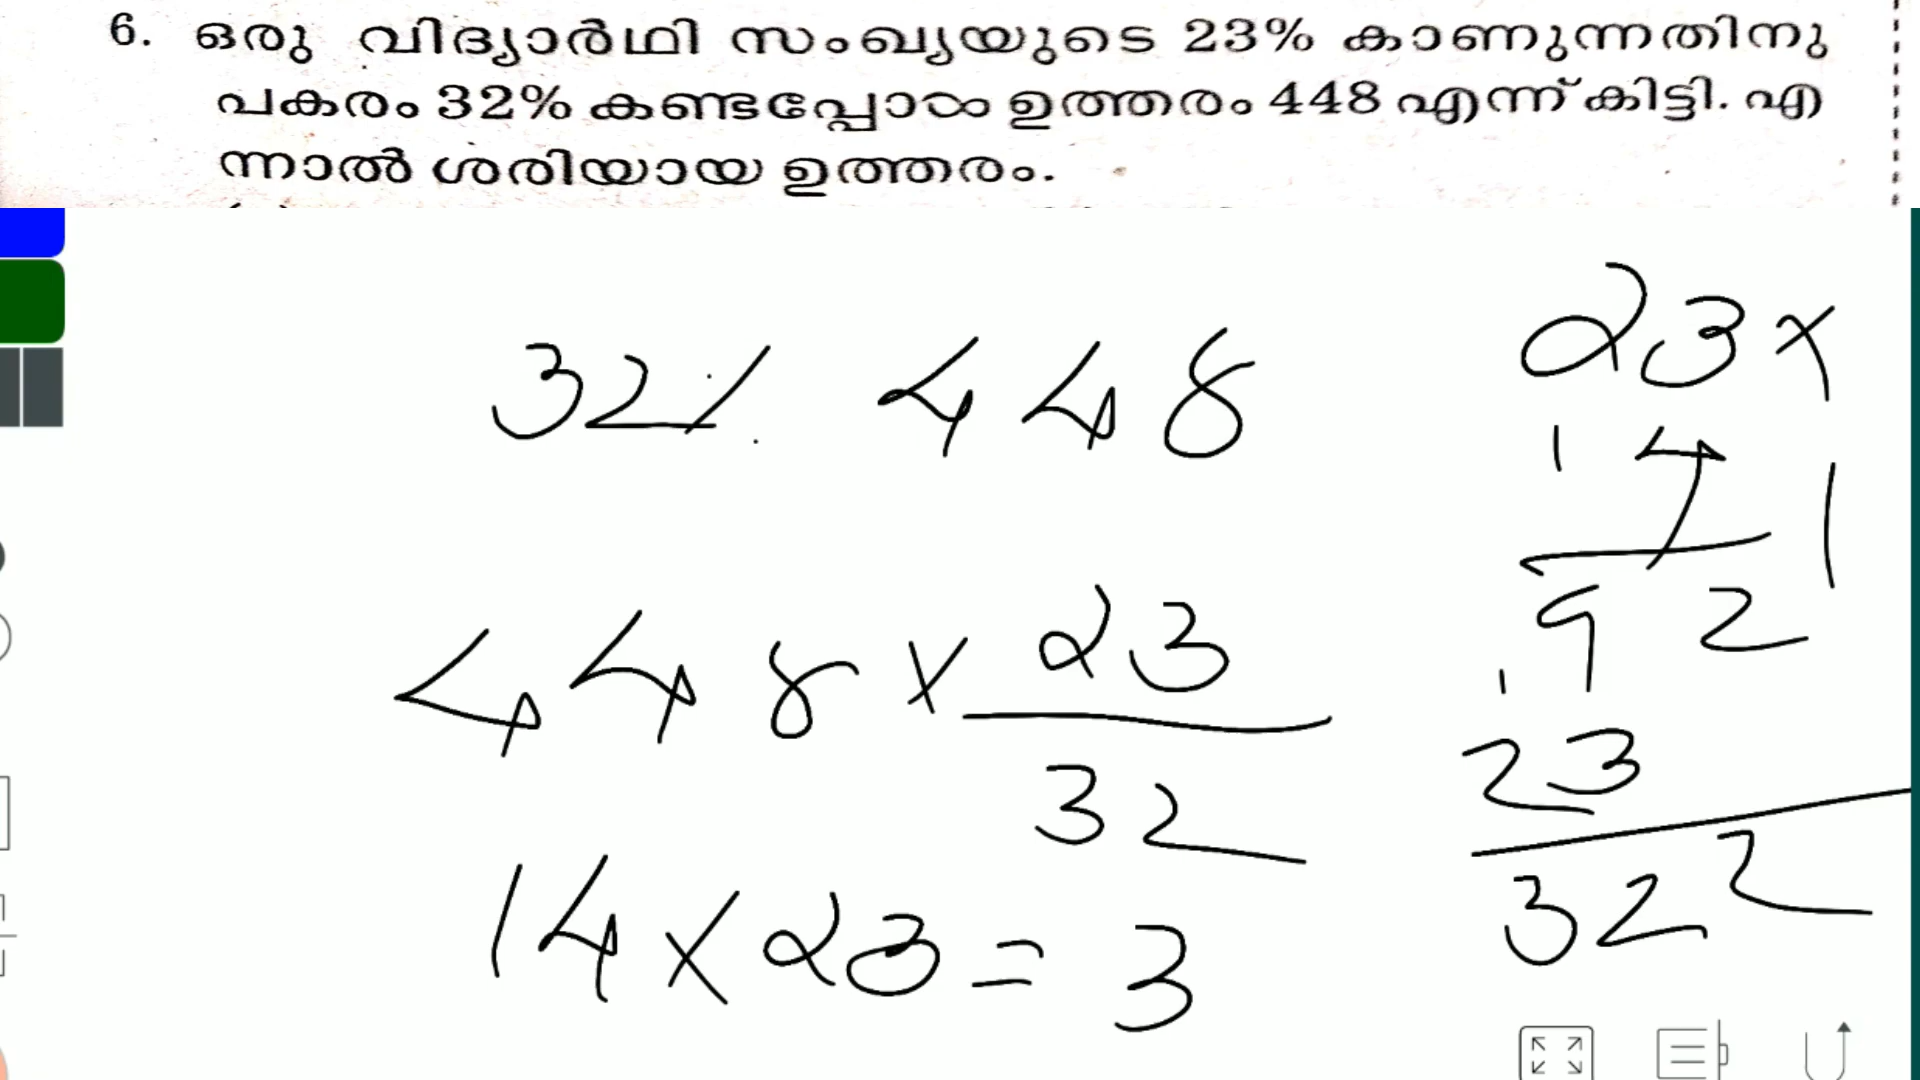 6. ഒരു വിദ്യാർഥി സംഖ്യയുടെ 23% കാണുന്നതിനു
പകരം 32% കണ്ടപ്പോൾ ഉത്തരം 448 എന്ന് കിട്ടി. എ
ന്നാൽ ശരിയായ ഉത്തരം.
32% 448
448 × 23
32
14 × 23 = 3
23 ×
14
92
23
322